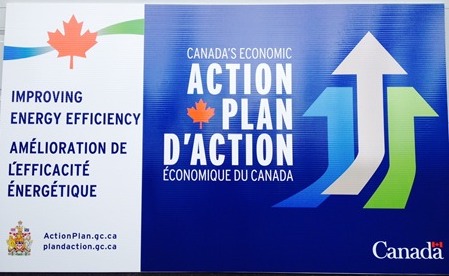 IMPROVING
ENERGY EFFICIENCY
AMÉLIORATION DE
L'EFFICACITÉ
ÉNERGÉTIQUE
ActionPlan.gc.ca
plandaction.gc.ca
CANADA'S ECONOMIC
ACTION
PLAN
D'ACTION
ÉCONOMIQUE DU CANADA
Canada